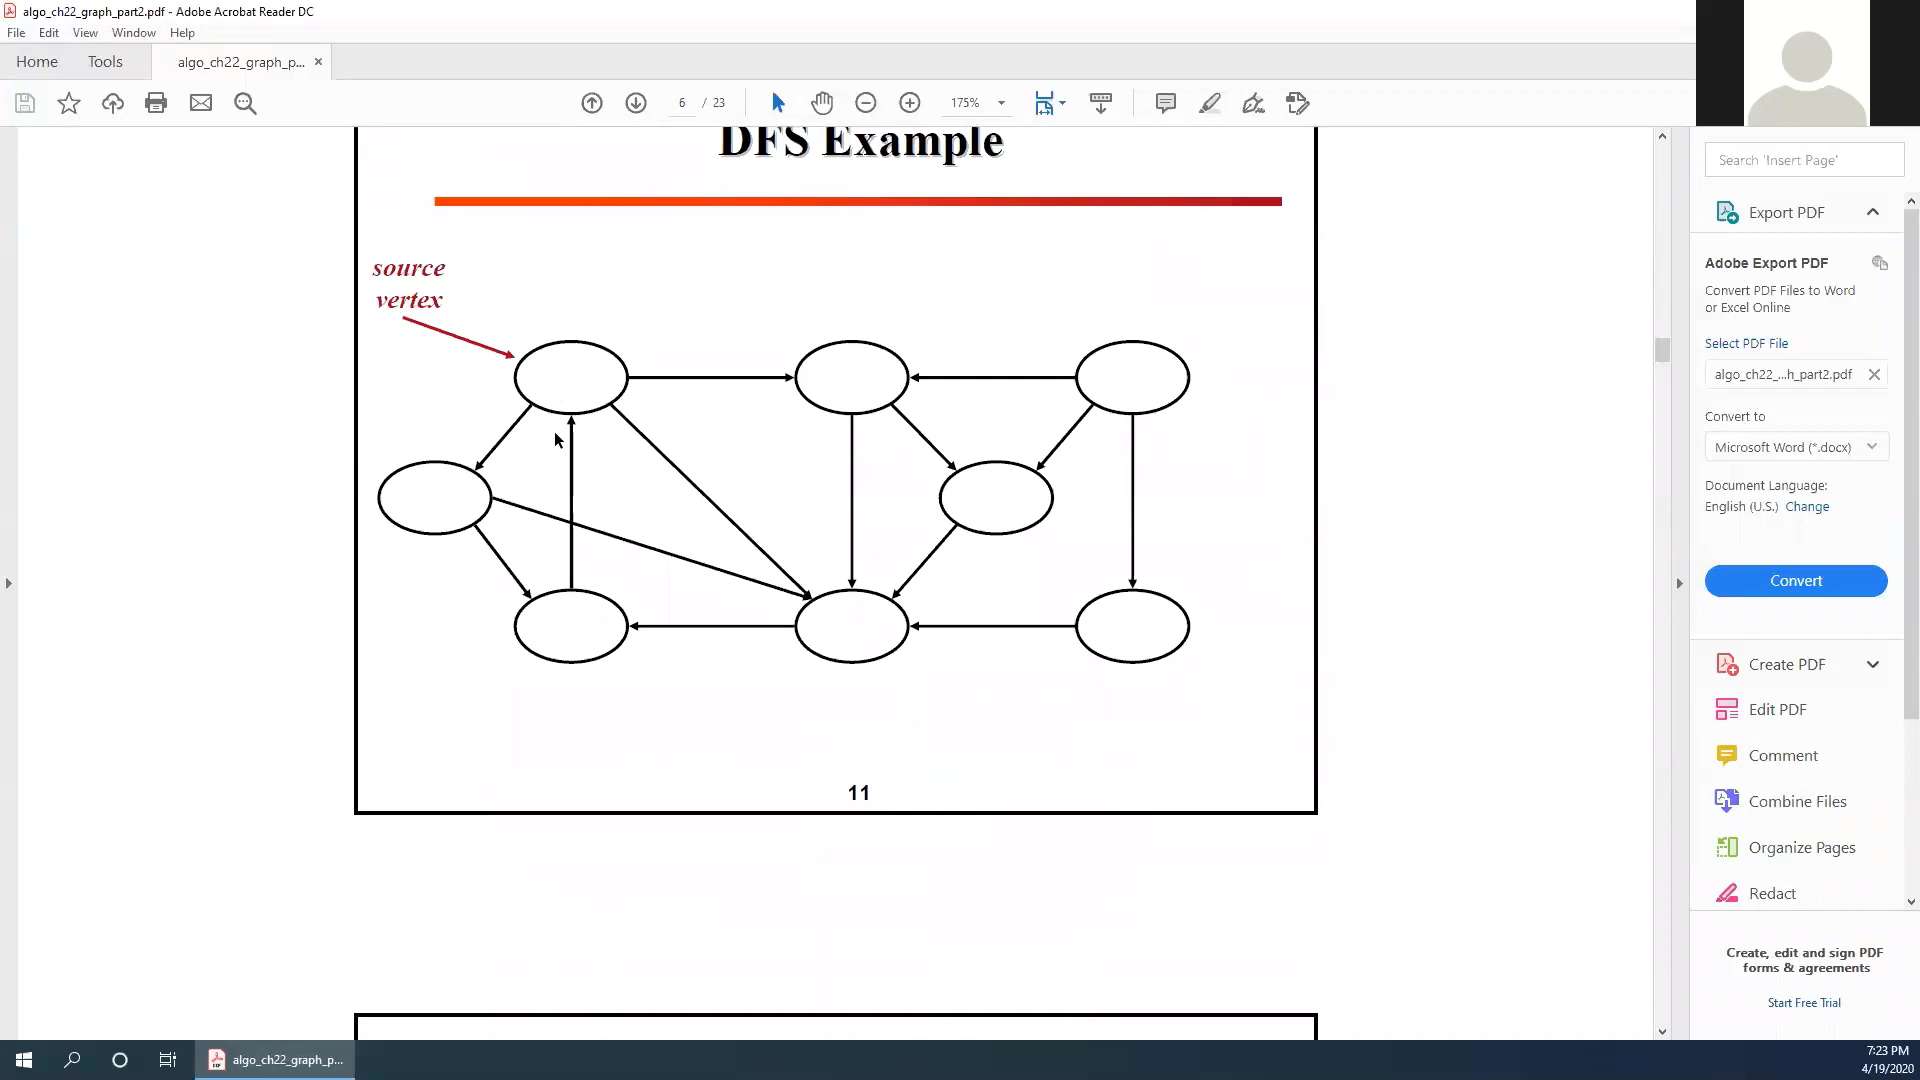 algo_ch22_graph_part2.pdf - Adobe Acrobat Reader DC
File Edit View Window Help
Home Tools algo_ch22_graph_p... ×
6 / 23 175%
DFS Example
source
vertex
11
Search 'Insert Page'
Export PDF
Adobe Export PDF
Convert PDF Files to Word
or Excel Online
Select PDF File
algo_ch22_...h_part2.pdf
Convert to
Microsoft Word (*.docx)
Document Language:
English (U.S.) Change
Convert
Create PDF
Edit PDF
Comment
Combine Files
Organize Pages
Redact
Create, edit and sign PDF
forms & agreements
Start Free Trial
algo_ch22_graph_p...
7:23 PM
4/19/2020